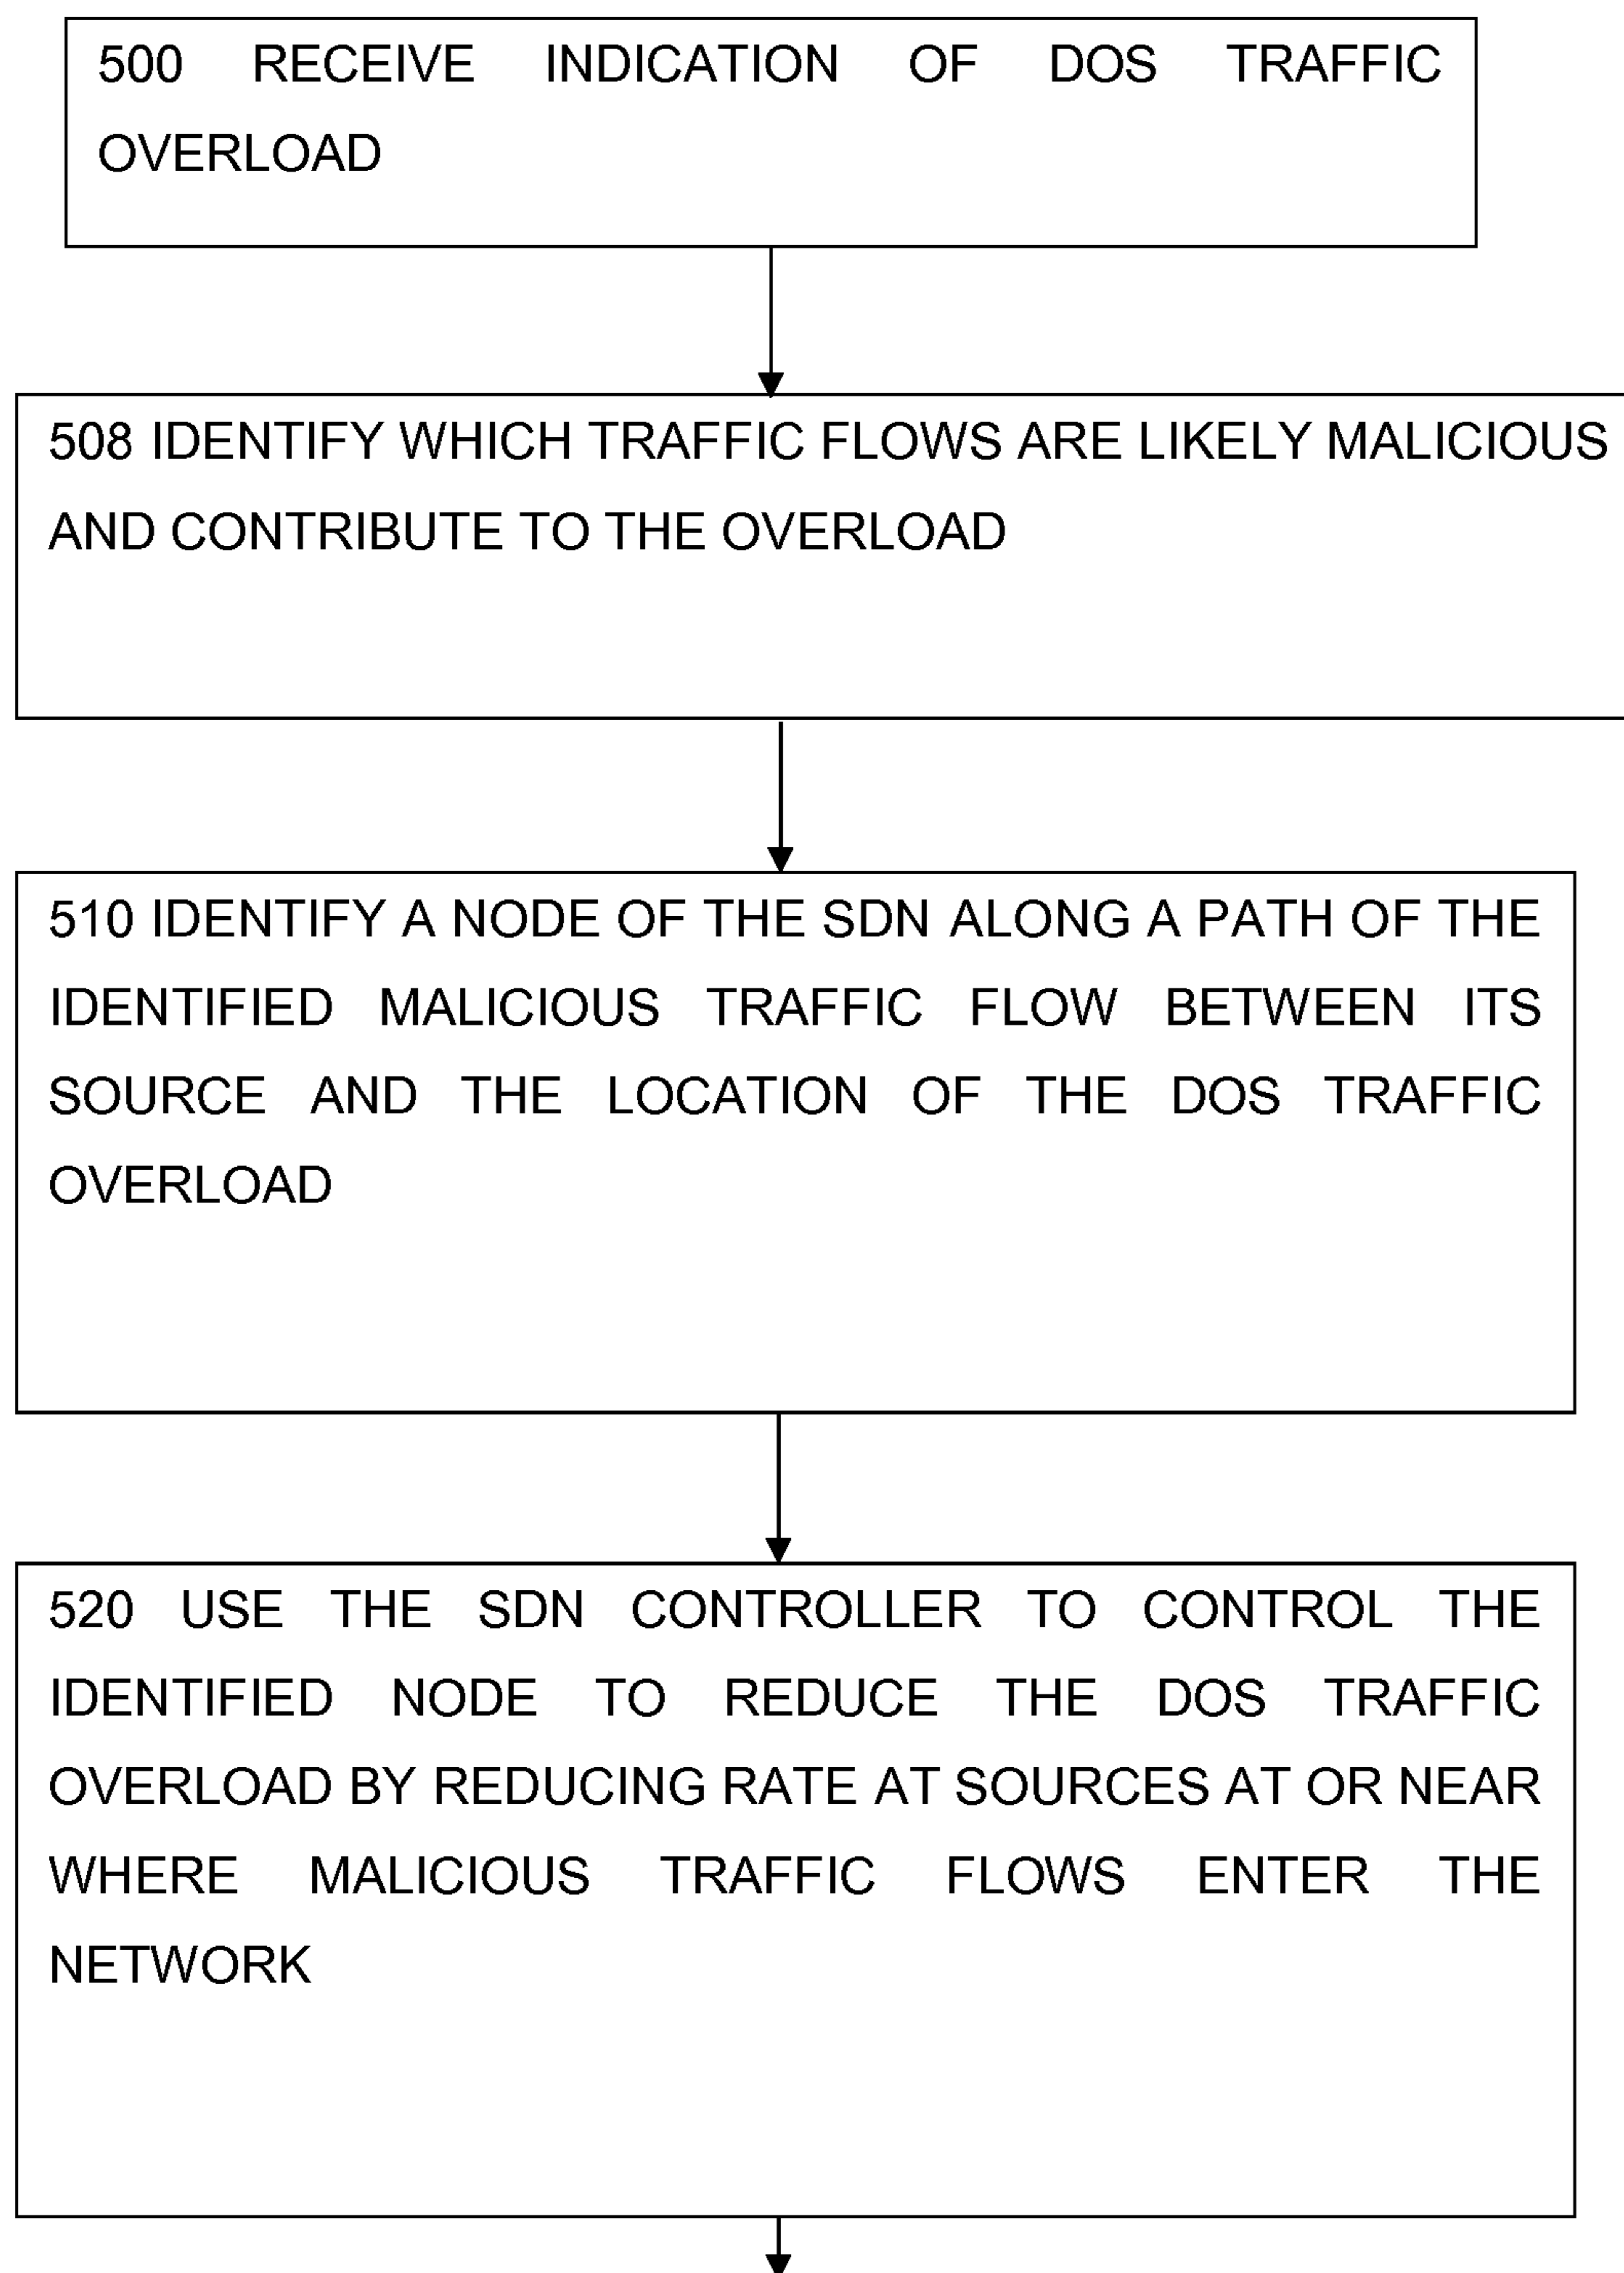 500 RECEIVE INDICATION OF DOS TRAFFIC
OVERLOAD
508 IDENTIFY WHICH TRAFFIC FLOWS ARE LIKELY MALICIOUS
AND CONTRIBUTE TO THE OVERLOAD
510 IDENTIFY A NODE OF THE SDN ALONG A PATH OF THE
IDENTIFIED MALICIOUS TRAFFIC FLOW BETWEEN ITS
SOURCE AND THE LOCATION OF THE DOS TRAFFIC
OVERLOAD
520 USE THE SDN CONTROLLER TO CONTROL THE
IDENTIFIED NODE TO REDUCE THE DOS TRAFFIC
OVERLOAD BY REDUCING RATE AT SOURCES AT OR NEAR
WHERE MALICIOUS TRAFFIC FLOWS ENTER THE
NETWORK